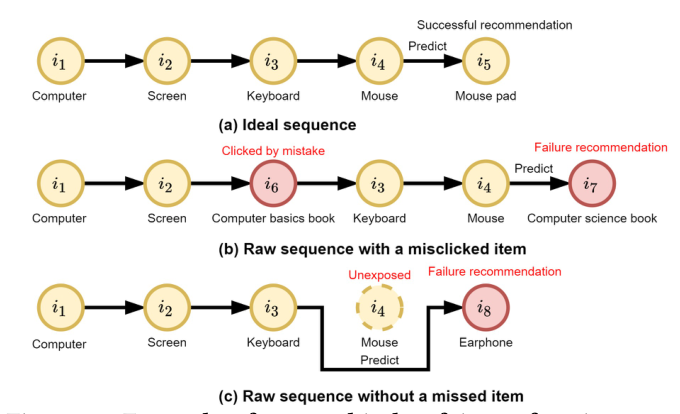 Successful recommendation
Predict
i1 i2 i3 i4 i5
Computer Screen Keyboard Mouse Mouse pad
(a) Ideal sequence
Clicked by mistake Failure recommendation
Predict
i1 i2 i6 i3 i4 i7
Computer Screen Computer basics book Keyboard Mouse Computer science book
(b) Raw sequence with a misclicked item
Unexposed Failure recommendation
i1 i2 i3 i4 i8
Computer Screen Keyboard Mouse Earphone
Predict
(c) Raw sequence without a missed item